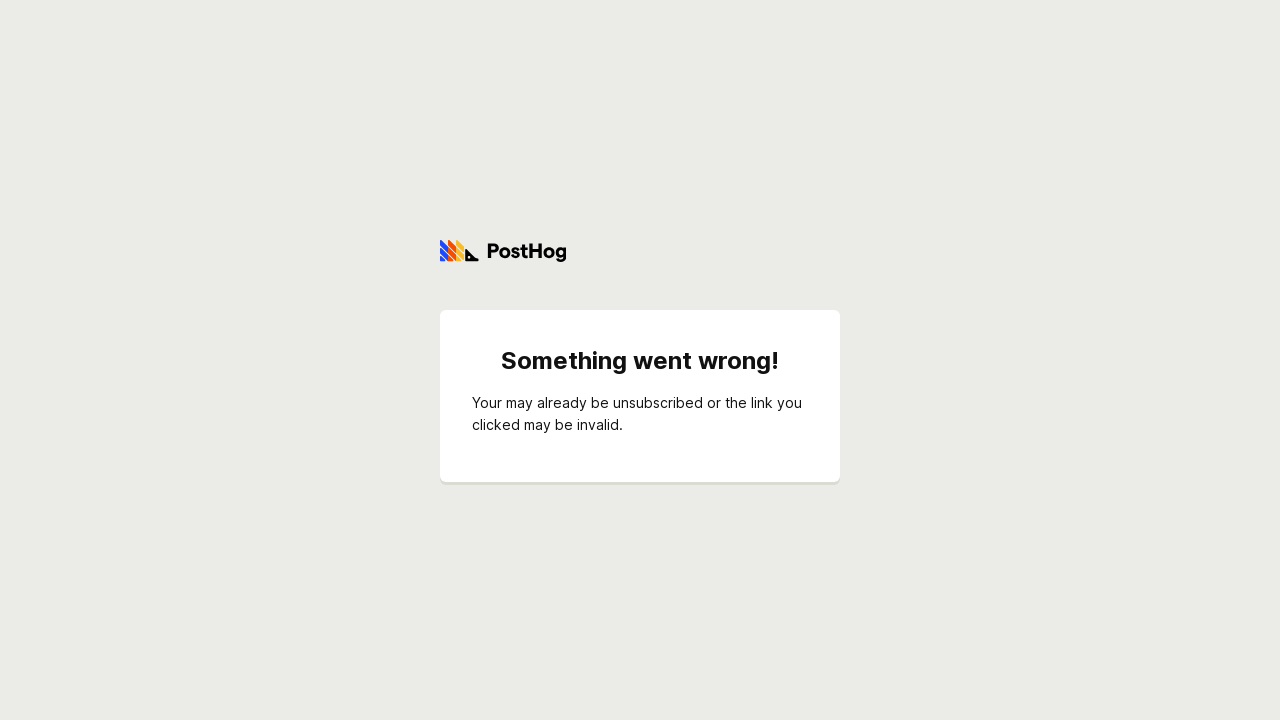 PostHog
Something went wrong!
Your may already be unsubscribed or the link you
clicked may be invalid.